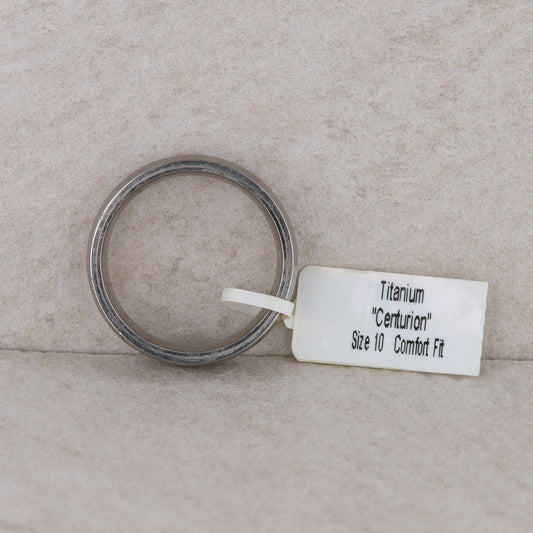 Titanium
"Centurion"
Size 10 Comfort Fit